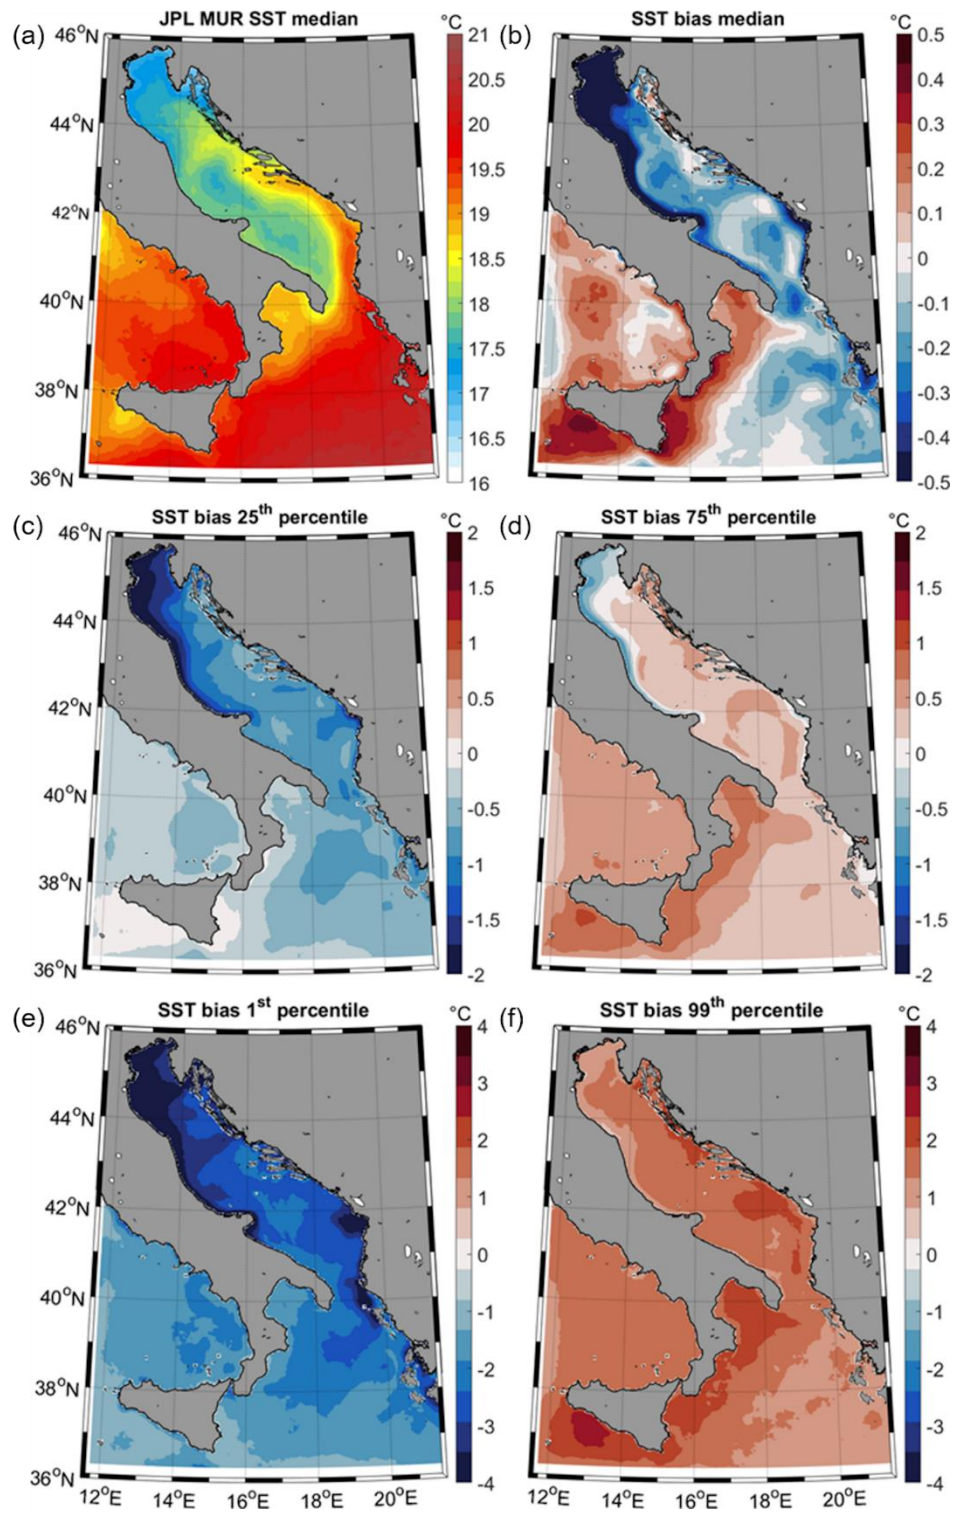 (a) JPL MUR SST median °C
46°N
44°N
42°N
40°N
38°N
36°N
21
20.5
20
19.5
19
18.5
18
17.5
17
16.5
16
(b) SST bias median °C
0.5
0.4
0.3
0.2
0.1
0
-0.1
-0.2
-0.3
-0.4
-0.5
(c) SST bias 25th percentile °C
46°N
44°N
42°N
40°N
38°N
36°N
2
1.5
1
0.5
0
-0.5
-1
-1.5
-2
(d) SST bias 75th percentile °C
2
1.5
1
0.5
0
-0.5
-1
-1.5
-2
(e) SST bias 1st percentile °C
46°N
44°N
42°N
40°N
38°N
36°N
12°E 14°E 16°E 18°E 20°E
4
3
2
1
0
-1
-2
-3
-4
(f) SST bias 99th percentile °C
12°E 14°E 16°E 18°E 20°E
4
3
2
1
0
-1
-2
-3
-4